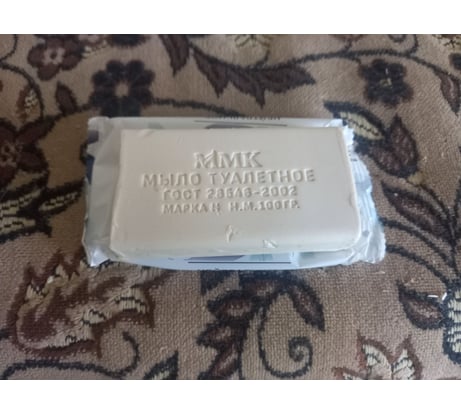 ММК
МЫЛО ТУАЛЕТНОЕ
ГОСТ 28546-2002
МАРКА Н Н.М.100ГР.